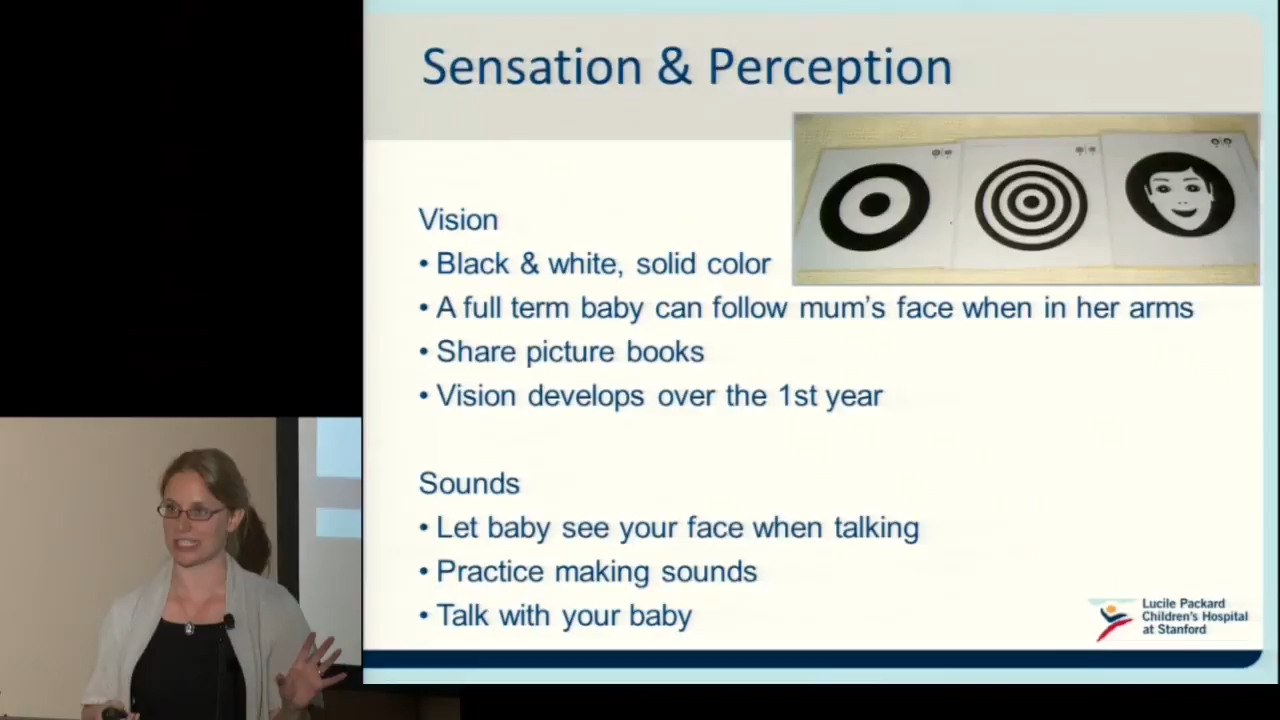 Sensation & Perception
Vision
• Black & white, solid color
• A full term baby can follow mum's face when in her arms
• Share picture books
• Vision develops over the 1st year
Sounds
• Let baby see your face when talking
• Practice making sounds
• Talk with your baby
Lucile Packard
Children's Hospital
at Stanford